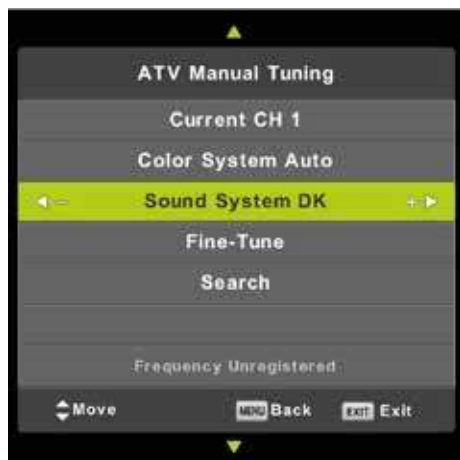 ATV Manual Tuning
Current CH 1
Color System Auto
- Sound System DK +
Fine-Tune
Search
Frequency Unregistered
Move MENU Back EXIT Exit